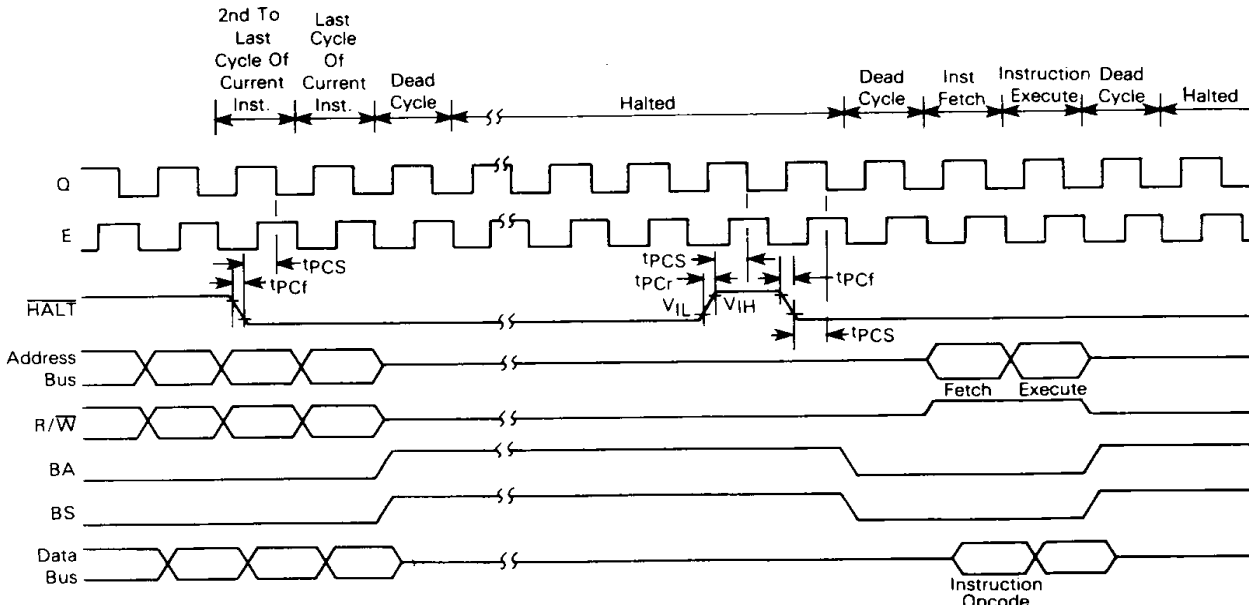 2nd To
Last
Cycle Of
Current
Inst.
Last
Cycle
Of
Current
Inst.
Dead
Cycle
Halted
Dead
Cycle
Inst
Fetch
Instruction
Execute
Dead
Cycle
Halted
Q
E
tPCS
tPCf
tPCS
tPCr
tPCf
HALT
VIL
VIH
tPCS
Address
Bus
Fetch
Execute
R/W
BA
BS
Data
Bus
Instruction
Opcode